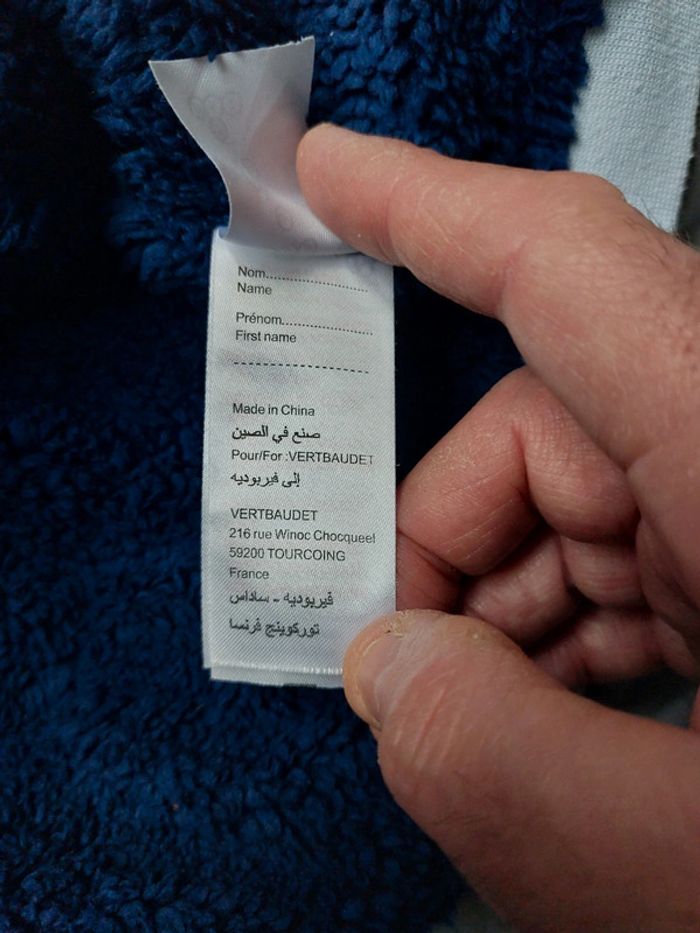 Nom....................
Name
Prénom....................
First name
Made in China
صنع في الصين
Pour/For :VERTBAUDET
إلى فيربوديه
VERTBAUDET
216 rue Winoc Chocqueel
59200 TOURCOING
France
فيربوديه - ساداس
توركوينج فرنسا